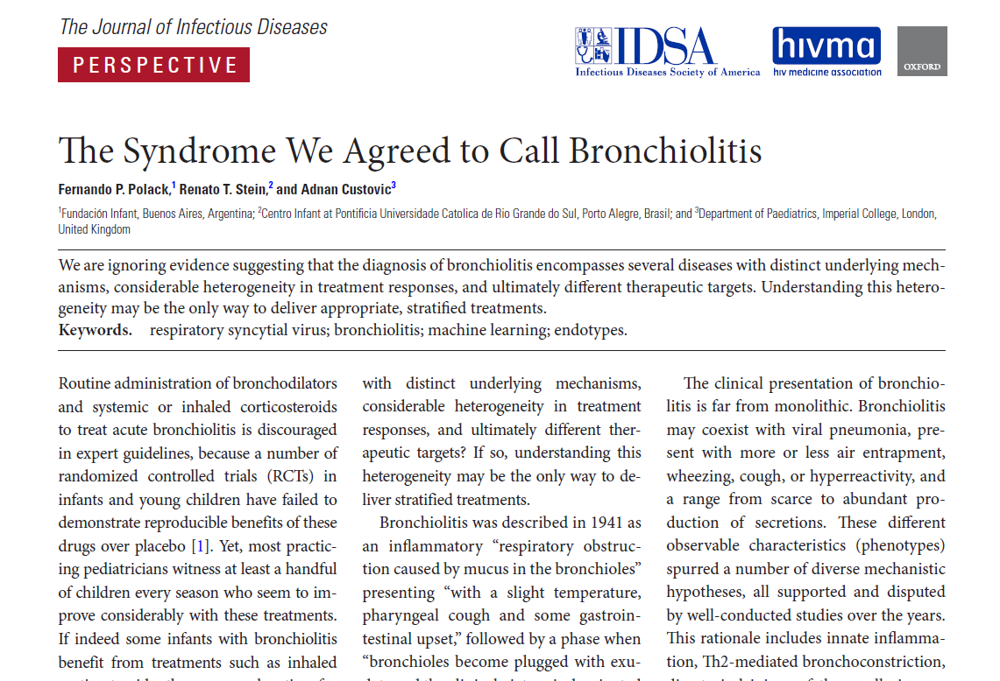 The Journal of Infectious Diseases
PERSPECTIVE
IDSA
Infectious Diseases Society of America
hivma
hiv medicine association
OXFORD
The Syndrome We Agreed to Call Bronchiolitis
Fernando P. Polack,1 Renato T. Stein,2 and Adnan Custovic3
1Fundación Infant, Buenos Aires, Argentina; 2Centro Infant at Pontificia Universidade Catolica de Rio Grande do Sul, Porto Alegre, Brasil; and 3Department of Paediatrics, Imperial College, London,
United Kingdom
We are ignoring evidence suggesting that the diagnosis of bronchiolitis encompasses several diseases with distinct underlying mech-
anisms, considerable heterogeneity in treatment responses, and ultimately different therapeutic targets. Understanding this hetero-
geneity may be the only way to deliver appropriate, stratified treatments.
Keywords. respiratory syncytial virus; bronchiolitis; machine learning; endotypes.
Routine administration of bronchodilators
and systemic or inhaled corticosteroids
to treat acute bronchiolitis is discouraged
in expert guidelines, because a number of
randomized controlled trials (RCTs) in
infants and young children have failed to
demonstrate reproducible benefits of these
drugs over placebo [1]. Yet, most practic-
ing pediatricians witness at least a handful
of children every season who seem to im-
prove considerably with these treatments.
If indeed some infants with bronchiolitis
benefit from treatments such as inhaled
with distinct underlying mechanisms,
considerable heterogeneity in treatment
responses, and ultimately different ther-
apeutic targets? If so, understanding this
heterogeneity may be the only way to de-
liver stratified treatments.
Bronchiolitis was described in 1941 as
an inflammatory “respiratory obstruc-
tion caused by mucus in the bronchioles”
presenting “with a slight temperature,
pharyngeal cough and some gastroin-
testinal upset,” followed by a phase when
“bronchioles become plugged with exu-
The clinical presentation of bronchio-
litis is far from monolithic. Bronchiolitis
may coexist with viral pneumonia, pre-
sent with more or less air entrapment,
wheezing, cough, or hyperreactivity, and
a range from scarce to abundant pro-
duction of secretions. These different
observable characteristics (phenotypes)
spurred a number of diverse mechanistic
hypotheses, all supported and disputed
by well-conducted studies over the years.
This rationale includes innate inflamma-
tion, Th2-mediated bronchoconstriction,